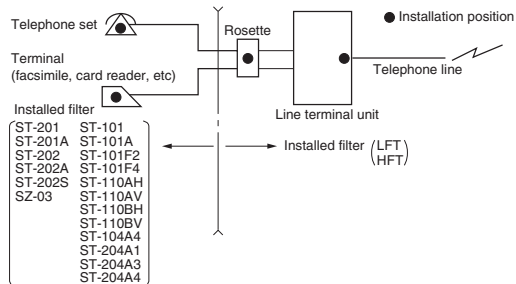 Telephone set
Rosette
● Installation position
Terminal
(facsimile, card reader, etc)
Telephone line
Line terminal unit
Installed filter
ST-201 ST-101
ST-201A ST-101A
ST-202 ST-101F2
ST-202A ST-101F4
ST-202S ST-110AH
SZ-03 ST-110AV
ST-110BH
ST-110BV
ST-104A4
ST-204A1
ST-204A3
ST-204A4
Installed filter (LFT
HFT)